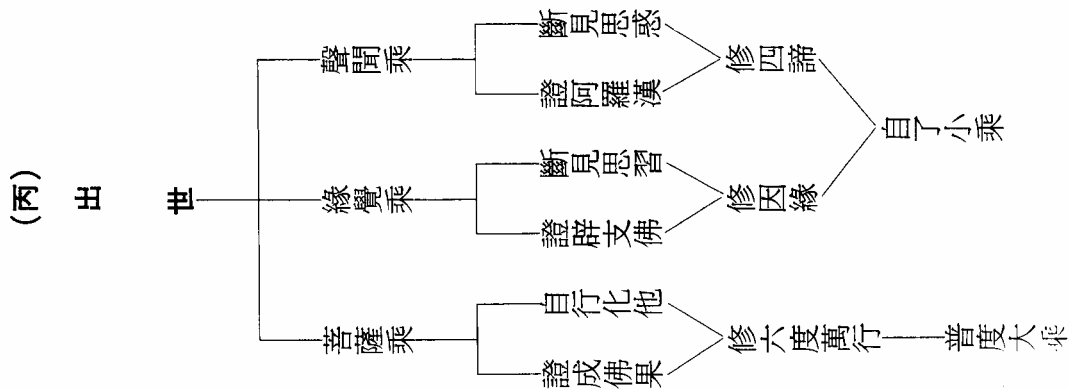 (丙) 出世
聲聞乘
斷見思惑
證阿羅漢
修四諦
緣覺乘
斷見思習
證辟支佛
修因緣
自了小乘
菩薩乘
自行化他
證成佛果
修六度萬行
普度大乘